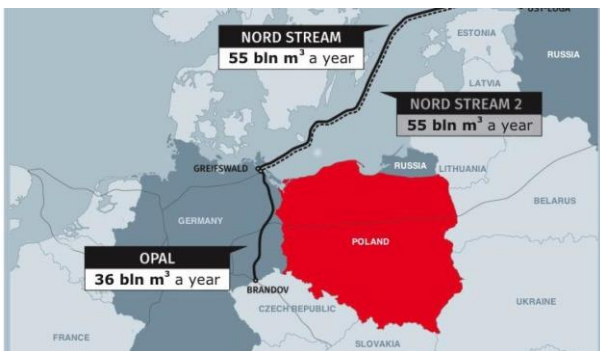 UST-LUGA
NORD STREAM
55 bln m³ a year
ESTONIA
RUSSIA
LATVIA
NORD STREAM 2
55 bln m³ a year
GREIFSWALD
RUSSIA
LITHUANIA
BELARUS
GERMANY
POLAND
OPAL
36 bln m³ a year
BRANDOV
CZECH REPUBLIC
UKRAINE
FRANCE
SLOVAKIA